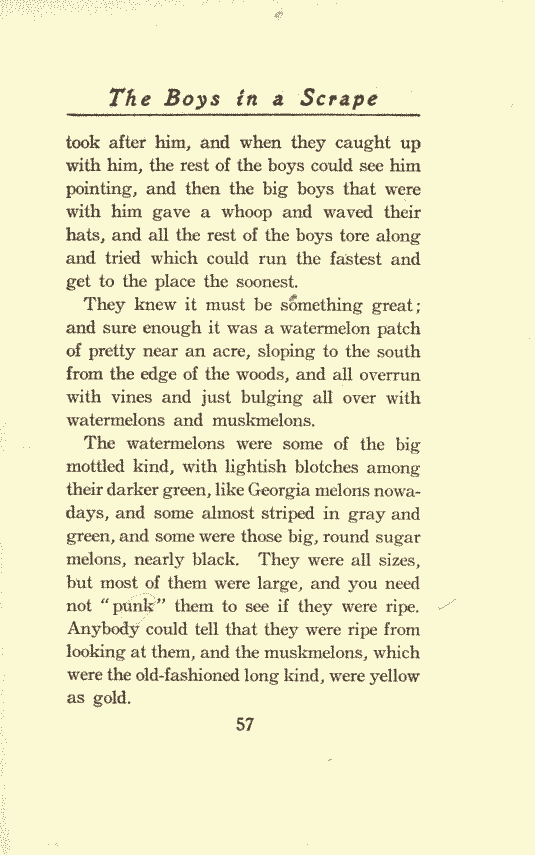 The Boys in a Scrape
took after him, and when they caught up
with him, the rest of the boys could see him
pointing, and then the big boys that were
with him gave a whoop and waved their
hats, and all the rest of the boys tore along
and tried which could run the fastest and
get to the place the soonest.
They knew it must be something great;
and sure enough it was a watermelon patch
of pretty near an acre, sloping to the south
from the edge of the woods, and all overrun
with vines and just bulging all over with
watermelons and muskmelons.
The watermelons were some of the big
mottled kind, with lightish blotches among
their darker green, like Georgia melons nowa-
days, and some almost striped in gray and
green, and some were those big, round sugar
melons, nearly black. They were all sizes,
but most of them were large, and you need
not "punk" them to see if they were ripe.
Anybody could tell that they were ripe from
looking at them, and the muskmelons, which
were the old-fashioned long kind, were yellow
as gold.
57